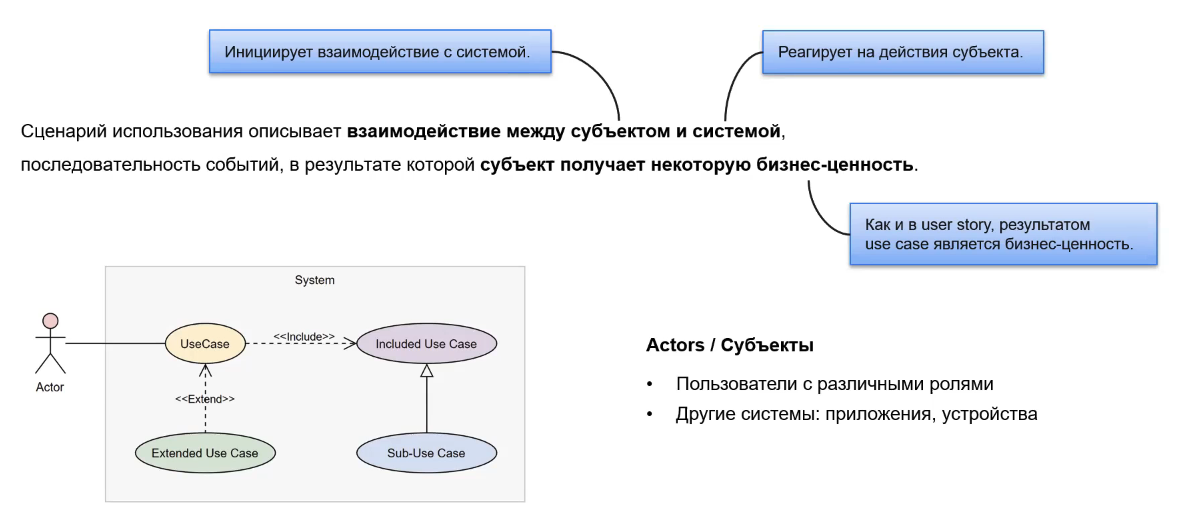 Инициирует взаимодействие с системой.
Реагирует на действия субъекта.
Сценарий использования описывает взаимодействие между субъектом и системой,
последовательность событий, в результате которой субъект получает некоторую бизнес-ценность.
Как и в user story, результатом
use case является бизнес-ценность.
System
UseCase
<<Include>>
Included Use Case
Actor
<<Extend>>
Extended Use Case
Sub-Use Case
Actors / Субъекты
• Пользователи с различными ролями
• Другие системы: приложения, устройства